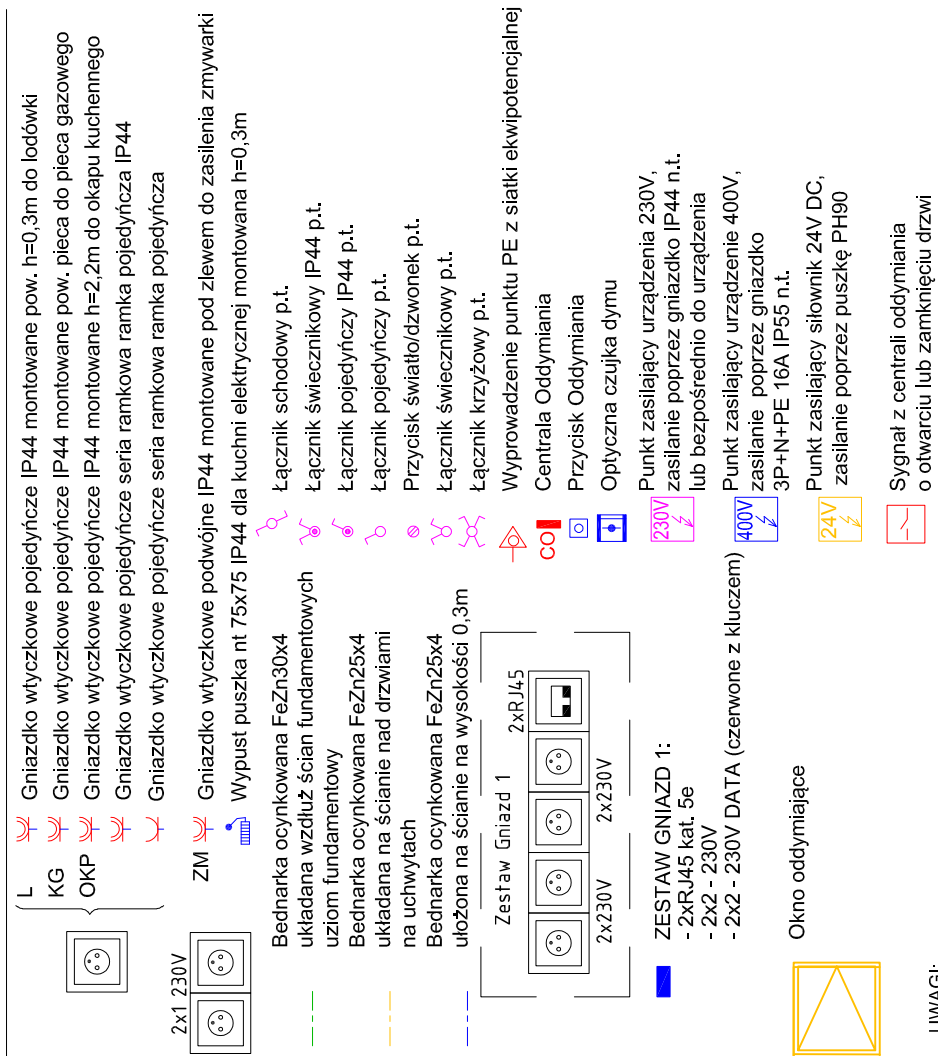 L Gniazdko wtyczkowe pojedyńcze IP44 montowane pow. h=0,3m do lodówki
KG Gniazdko wtyczkowe pojedyńcze IP44 montowane pow. pieca do pieca gazowego
OKP Gniazdko wtyczkowe pojedyńcze IP44 montowane h=2,2m do okapu kuchennego
Gniazdko wtyczkowe pojedyńcze seria ramkowa ramka pojedyńcza IP44
Gniazdko wtyczkowe pojedyńcze seria ramkowa ramka pojedyńcza
2x1 230V
ZM Gniazdko wtyczkowe podwójne IP44 montowane pod zlewem do zasilenia zmywarki
Wypust puszka nt 75x75 IP44 dla kuchni elektrycznej montowana h=0,3m
Bednarka ocynkowana FeZn30x4
układana wzdłuż ścian fundamentowych
uziom fundamentowy
Bednarka ocynkowana FeZn25x4
układana na ścianie nad drzwiami
na uchwytach
Bednarka ocynkowana FeZn25x4
ułożona na ścianie na wysokości 0,3m
Zestaw Gniazd 1
2xRJ45
2x230V
2x230V
ZESTAW GNIAZD 1:
- 2xRJ45 kat. 5e
- 2x2 - 230V
- 2x2 - 230V DATA (czerwone z kluczem)
Okno oddymiające
UWAGI:
Łącznik schodowy p.t.
Łącznik świecznikowy IP44 p.t.
Łącznik pojedyńczy IP44 p.t.
Łącznik pojedyńczy p.t.
Przycisk światło/dzwonek p.t.
Łącznik świecznikowy p.t.
Łącznik krzyżowy p.t.
Wyprowadzenie punktu PE z siatki ekwipotencjalnej
CO Centrala Oddymiania
Przycisk Oddymiania
Optyczna czujka dymu
230V Punkt zasilający urządzenia 230V,
zasilanie poprzez gniazdko IP44 n.t.
lub bezpośrednio do urządzenia
400V Punkt zasilający urządzenie 400V,
zasilanie poprzez gniazdko
3P+N+PE 16A IP55 n.t.
24V Punkt zasilający siłownik 24V DC,
zasilanie poprzez puszkę PH90
Sygnał z centrali oddymiania
o otwarciu lub zamknięciu drzwi